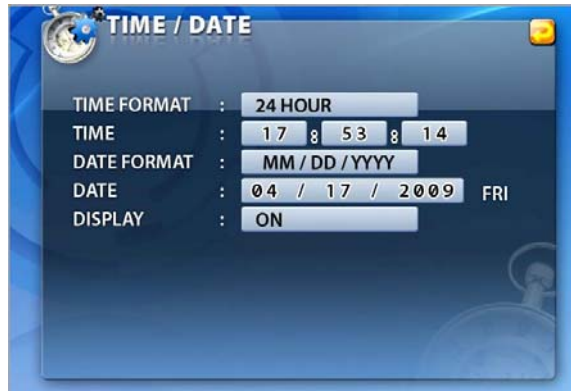 TIME / DATE
TIME FORMAT : 24 HOUR
TIME : 17 : 53 : 14
DATE FORMAT : MM / DD / YYYY
DATE : 04 / 17 / 2009 FRI
DISPLAY : ON